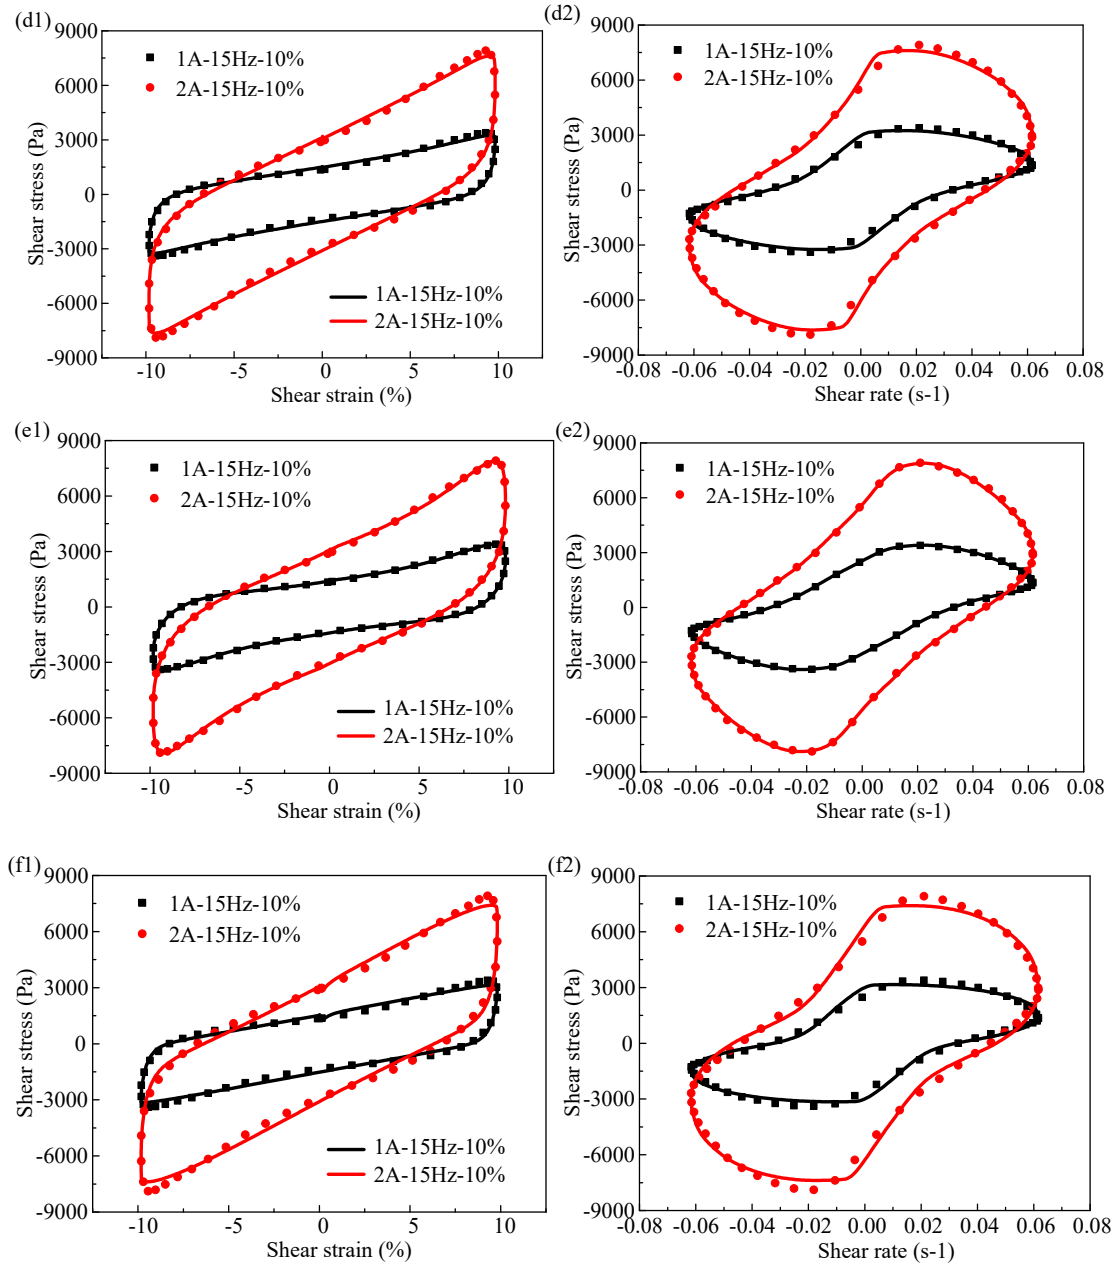 (d1)
9000
6000
3000
0
-3000
-6000
-9000
Shear stress (Pa)
1A-15Hz-10%
2A-15Hz-10%
1A-15Hz-10%
2A-15Hz-10%
-10 -5 0 5 10
Shear strain (%)
(d2)
9000
6000
3000
0
-3000
-6000
-9000
Shear stress (Pa)
1A-15Hz-10%
2A-15Hz-10%
-0.08 -0.06 -0.04 -0.02 0.00 0.02 0.04 0.06 0.08
Shear rate (s-1)
(e1)
9000
6000
3000
0
-3000
-6000
-9000
Shear stress (Pa)
1A-15Hz-10%
2A-15Hz-10%
1A-15Hz-10%
2A-15Hz-10%
-10 -5 0 5 10
Shear strain (%)
(e2)
9000
6000
3000
0
-3000
-6000
-9000
Shear stress (Pa)
1A-15Hz-10%
2A-15Hz-10%
-0.08 -0.06 -0.04 -0.02 0.00 0.02 0.04 0.06 0.08
Shear rate (s-1)
(f1)
9000
6000
3000
0
-3000
-6000
-9000
Shear stress (Pa)
1A-15Hz-10%
2A-15Hz-10%
1A-15Hz-10%
2A-15Hz-10%
-10 -5 0 5 10
Shear strain (%)
(f2)
9000
6000
3000
0
-3000
-6000
-9000
Shear stress (Pa)
1A-15Hz-10%
2A-15Hz-10%
-0.08 -0.06 -0.04 -0.02 0.00 0.02 0.04 0.06 0.08
Shear rate (s-1)